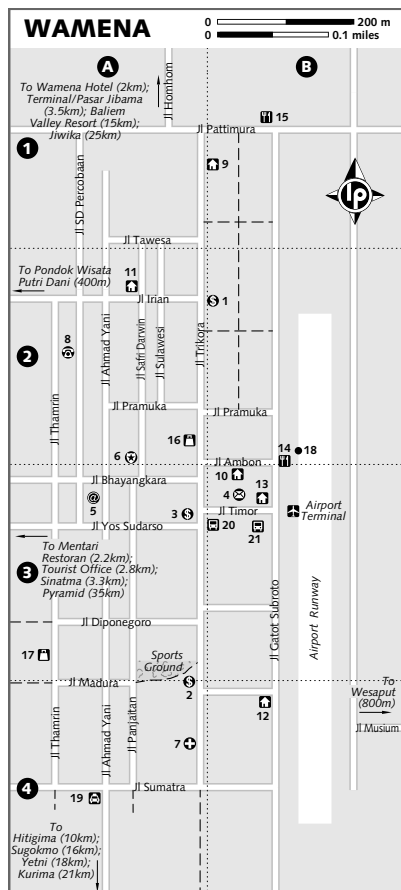 WAMENA
0 200 m
0 0.1 miles
A
B
To Wamena Hotel (2km);
Terminal/Pasar Jibama
(3.5km); Baliem
Valley Resort (15km);
Jiwika (25km)
Jl Homhom
15
Jl Pattimura
1
9
lp
Jl SD Percobaan
Jl Tawesa
To Pondok Wisata
Putri Dani (400m)
11
Jl Irian
$ 1
8
2
Jl Thamrin
Jl Ahmad Yani
Jl Safri Darwin
Jl Sulawesi
Jl Trikora
Jl Pramuka
Jl Pramuka
16
14
18
6
Jl Ambon
10
13
Jl Bhayangkara
@
5
4
3 $
Jl Timor
Airport
Terminal
Jl Yos Sudarso
20
21
To Mentari
Restoran (2.2km);
Tourist Office (2.8km);
Sinatma (3.3km);
Pyramid (35km)
3
Jl Diponegoro
Jl Gatot Subroto
Airport Runway
17
Sports
Ground
Jl Madura
$
2
To
Wesaput
(800m)
12
Jl Musium
Jl Thamrin
Jl Ahmad Yani
Jl Panjaitan
7
4
Jl Sumatra
19
To
Hitigima (10km);
Sugokmo (16km);
Yetni (18km);
Kurima (21km)